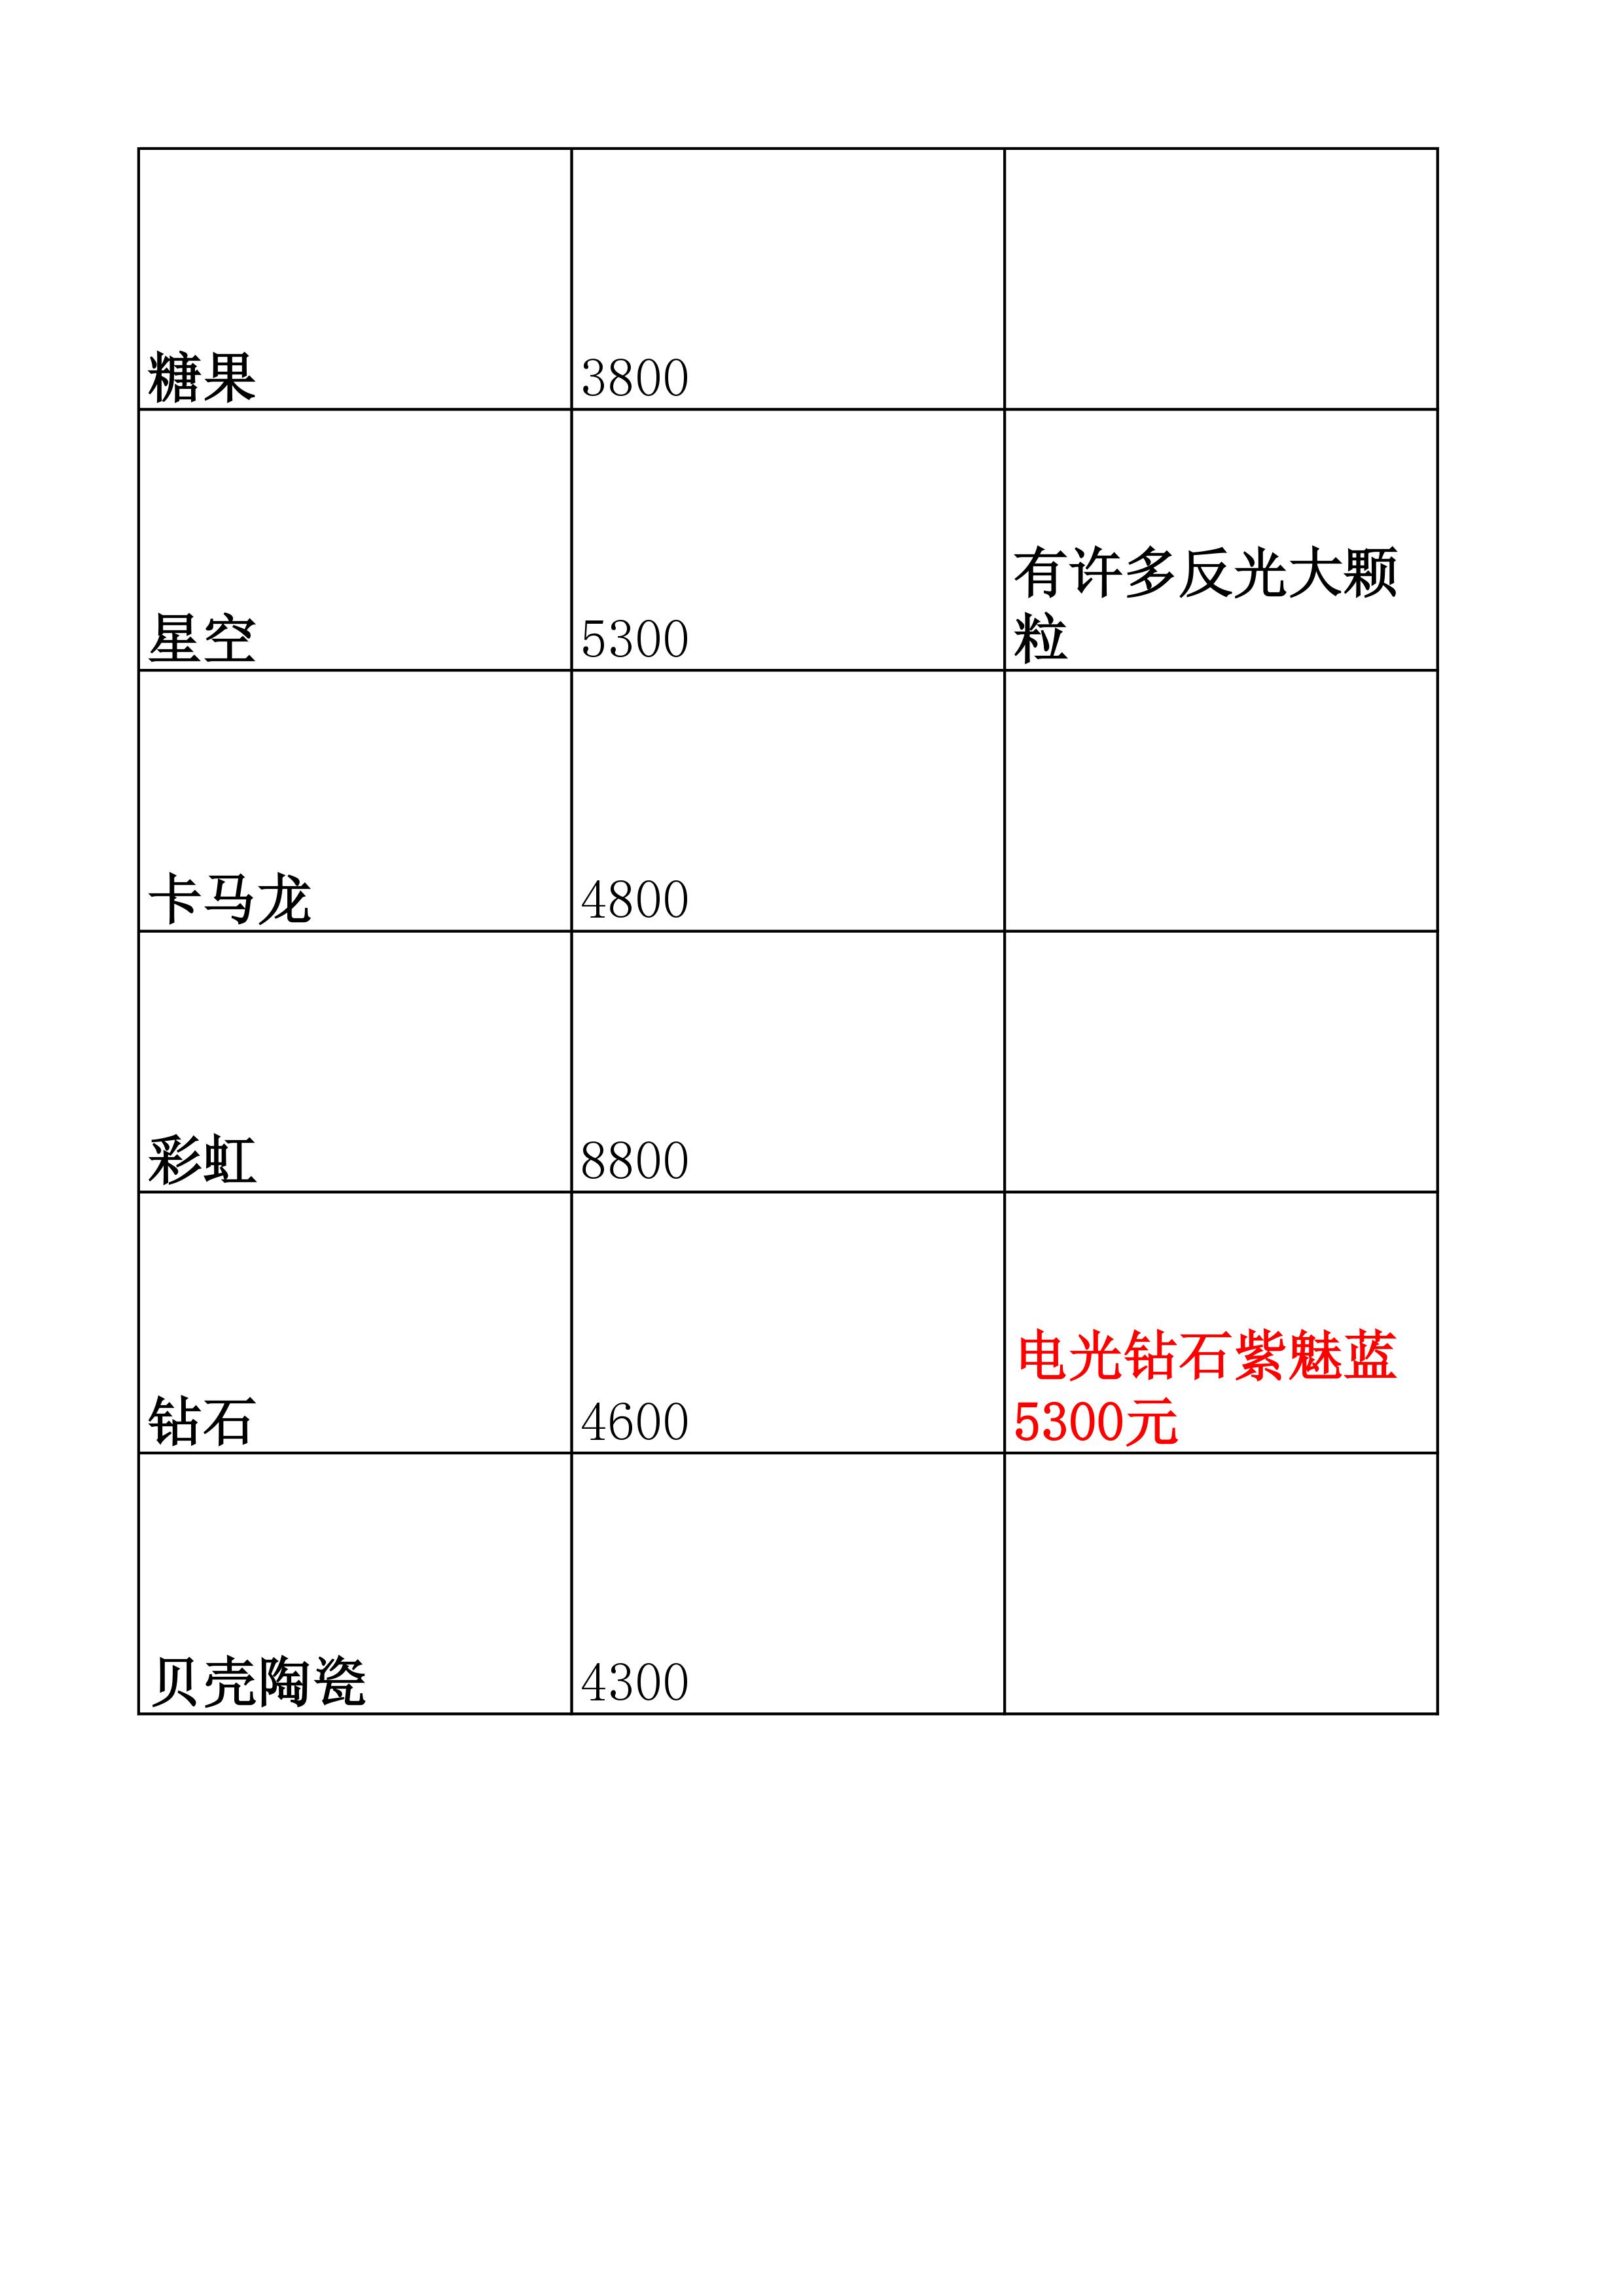 糖果 3800
星空 5300 有许多反光大颗
粒
卡马龙 4800
彩虹 8800
钻石 4600 电光钻石紫魅蓝
5300元
贝壳陶瓷 4300